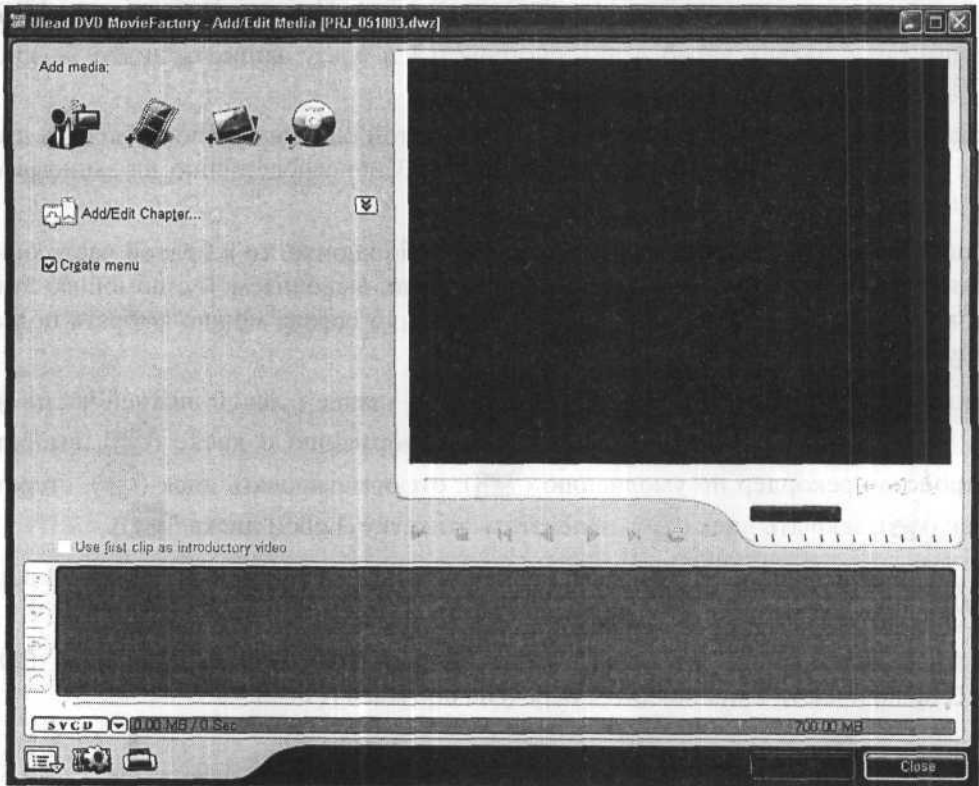 Ulead DVD MovieFactory - Add/Edit Media [PRJ_051003.dwz]
Add media:
Add/Edit Chapter...
Create menu
Use first clip as introductory video
SVCD
0.00 MB / 0 Sec
700.00 MB
Close